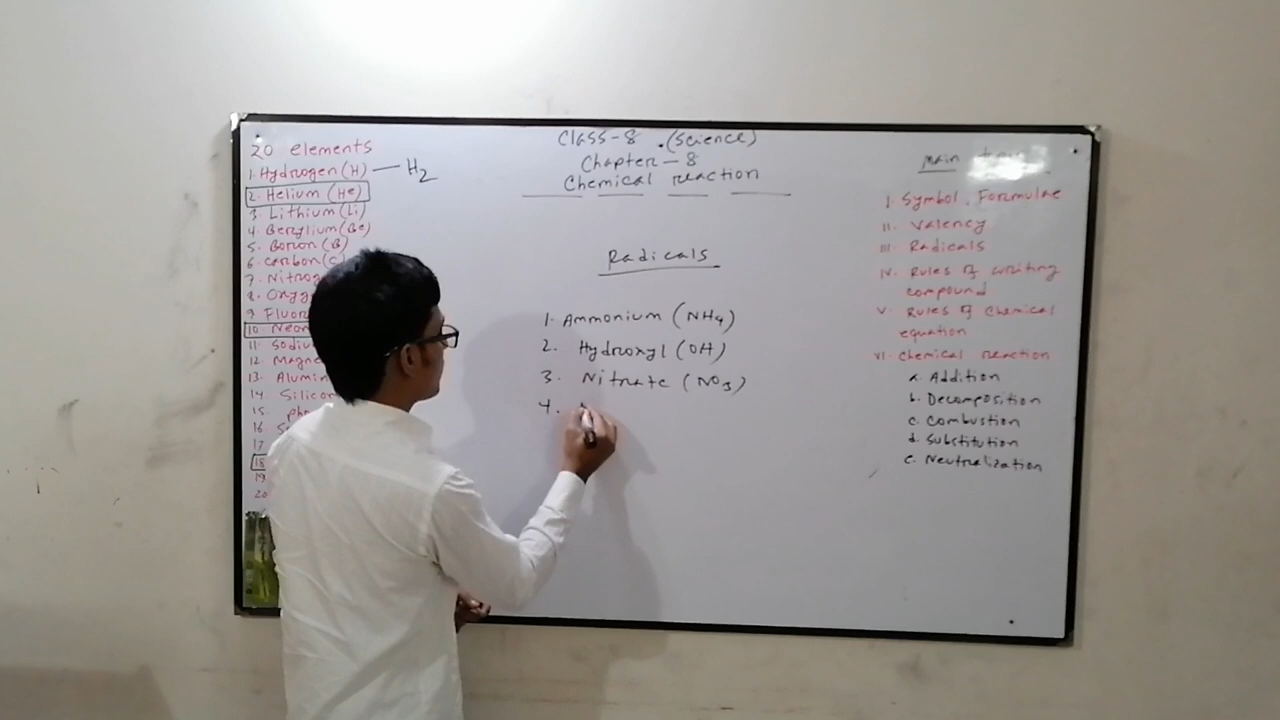 Class-8 (Science)
Chapter-8
Chemical reaction
20 elements
1. Hydrogen (H) — H2
2. Helium (He)
3. Lithium (Li)
4. Berylium (Be)
5. Boron (B)
6. Carbon (C
7. Nitrog
8. Oxyg
9. Fluor
10. Neon
11. Sodiu
12. Magne
13. Alumin
14. Silicon
15. pho
16. S
17
18
19
20
Radicals
1. Ammonium (NH4)
2. Hydroxyl (OH)
3. Nitrate (NO3)
4.
Main
I. Symbol, Formulae
II. Valency
III. Radicals
IV. Rules of writing
compound
V. Rules of Chemical
equation
VI. Chemical reaction
a. Addition
b. Decomposition
c. Combustion
d. Substitution
e. Neutralization